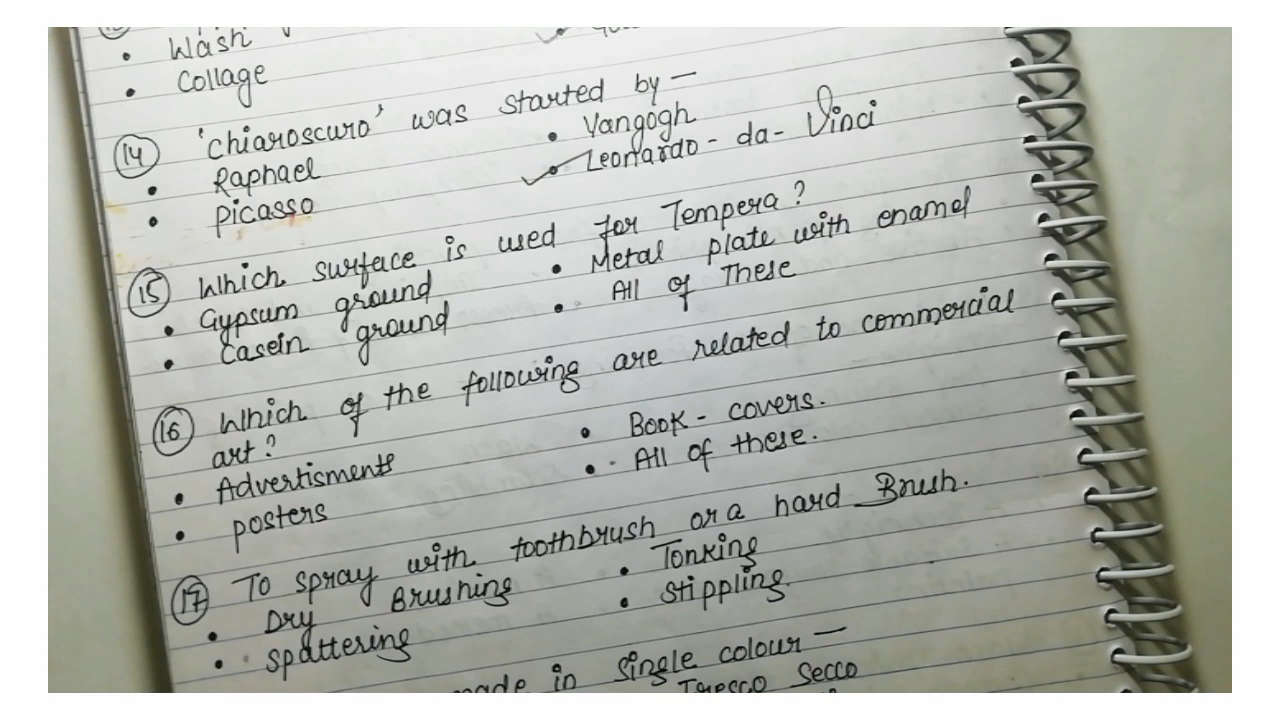 • Wash
• Collage
(14) 'Chiaroscuro' was started by —
• Raphael • Vangogh
• Picasso • Leonardo - da - Vinci
(15) Which surface is used for Tempera ?
• Gypsum ground • Metal plate with enamel
• Casein ground • All of These
(16) Which of the following are related to commercial
art ?
• Advertisments • Book - covers.
• posters • All of these.
(17) To spray with toothbrush or a hard Brush.
• Dry Brushing • Tonking
• Spattering • Stippling.
made in single colour —
Fresco Secco